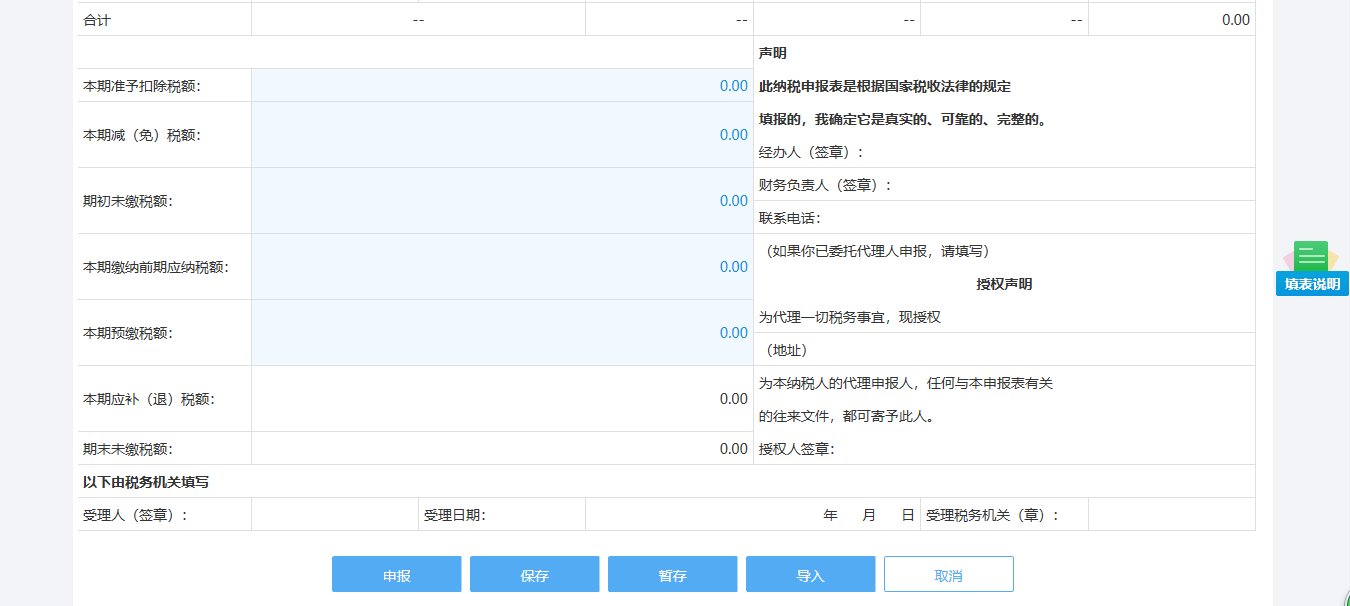 合计 -- -- -- -- 0.00
声明
本期准予扣除税额： 0.00 此纳税申报表是根据国家税收法律的规定
填报的，我确定它是真实的、可靠的、完整的。
本期减（免）税额： 0.00
经办人（签章）：
财务负责人（签章）：
期初未缴税额： 0.00
联系电话：
（如果你已委托代理人申报，请填写）
本期缴纳前期应纳税额： 0.00
授权声明
填表说明
为代理一切税务事宜，现授权
本期预缴税额： 0.00
（地址）
为本纳税人的代理申报人，任何与本申报表有关
本期应补（退）税额： 0.00
的往来文件，都可寄予此人。
期末未缴税额： 0.00 授权人签章：
以下由税务机关填写
受理人（签章）： 受理日期： 年 月 日 受理税务机关（章）：
申报 保存 暂存 导入 取消